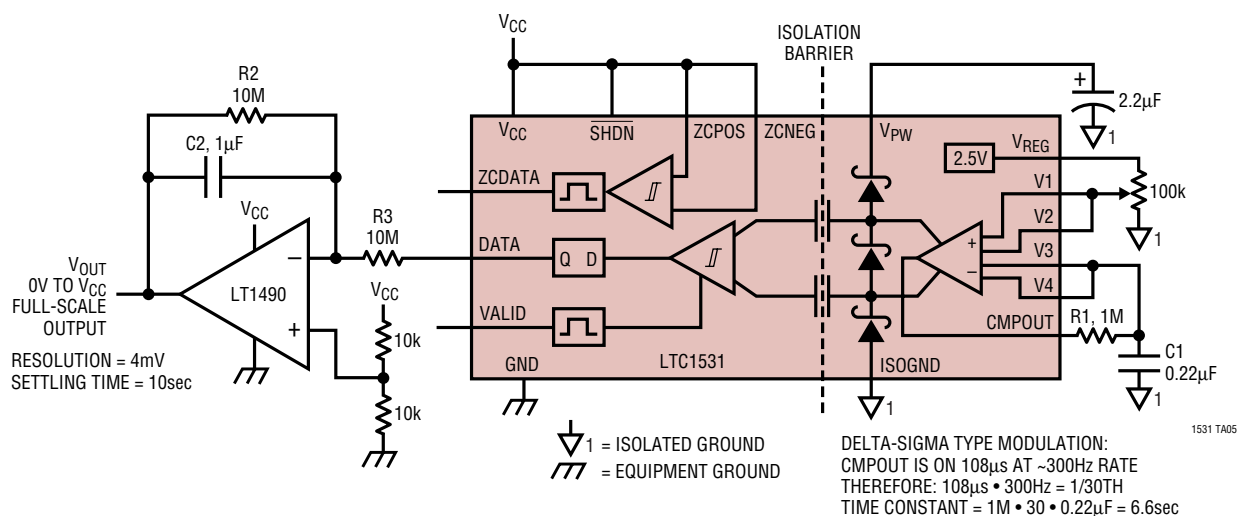 VCC
ISOLATION
BARRIER
R2
10M
C2, 1µF
+
2.2µF
1
VCC
SHDN
ZCPOS
ZCNEG
VPW
2.5V
VREG
ZCDATA
V1
100k
VCC
R3
10M
DATA
Q D
+
V2
V3
1
VOUT
0V TO VCC
FULL-SCALE
OUTPUT
−
LT1490
+
VCC
−
V4
VALID
CMPOUT
R1, 1M
10k
RESOLUTION = 4mV
SETTLING TIME = 10sec
GND
LTC1531
ISOGND
C1
0.22µF
10k
1
1
1 = ISOLATED GROUND
= EQUIPMENT GROUND
1531 TA05
DELTA-SIGMA TYPE MODULATION:
CMPOUT IS ON 108µs AT ~300Hz RATE
THEREFORE: 108µs • 300Hz = 1/30TH
TIME CONSTANT = 1M • 30 • 0.22µF = 6.6sec